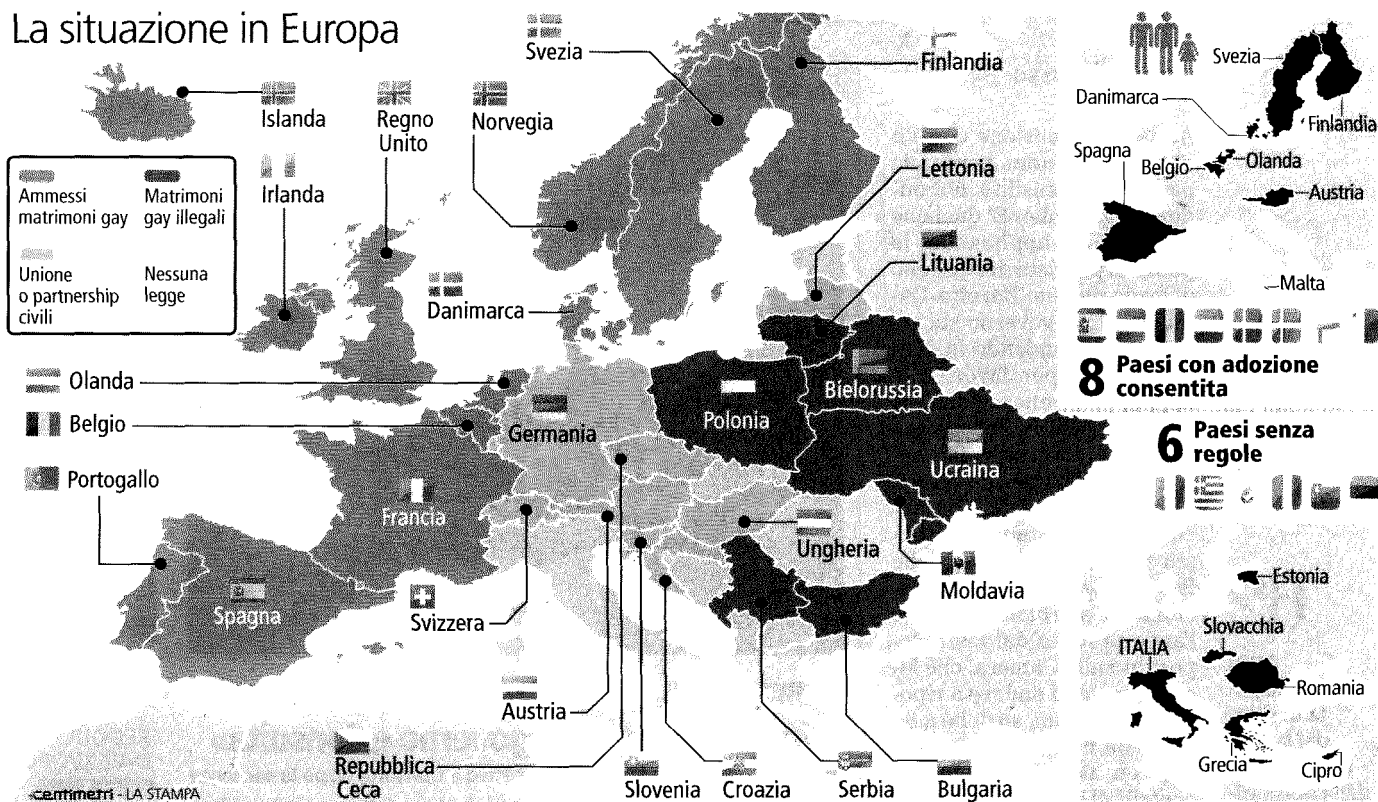 La situazione in Europa
Islanda
Regno
Unito
Norvegia
Svezia
Finlandia
Ammessi
matrimoni gay
Matrimoni
gay illegali
Unione
o partnership
civili
Nessuna
legge
Irlanda
Lettonia
Lituania
Danimarca
Olanda
Belgio
Portogallo
Germania
Polonia
Bielorussia
Ucraina
Francia
Spagna
Svizzera
Ungheria
Moldavia
Austria
Repubblica
Ceca
Slovenia
Croazia
Serbia
Bulgaria
centimetri - LA STAMPA
Svezia
Danimarca
Finlandia
Spagna
Belgio
Olanda
Austria
Malta
8 Paesi con adozione
consentita
6 Paesi senza
regole
Estonia
Slovacchia
ITALIA
Romania
Grecia
Cipro